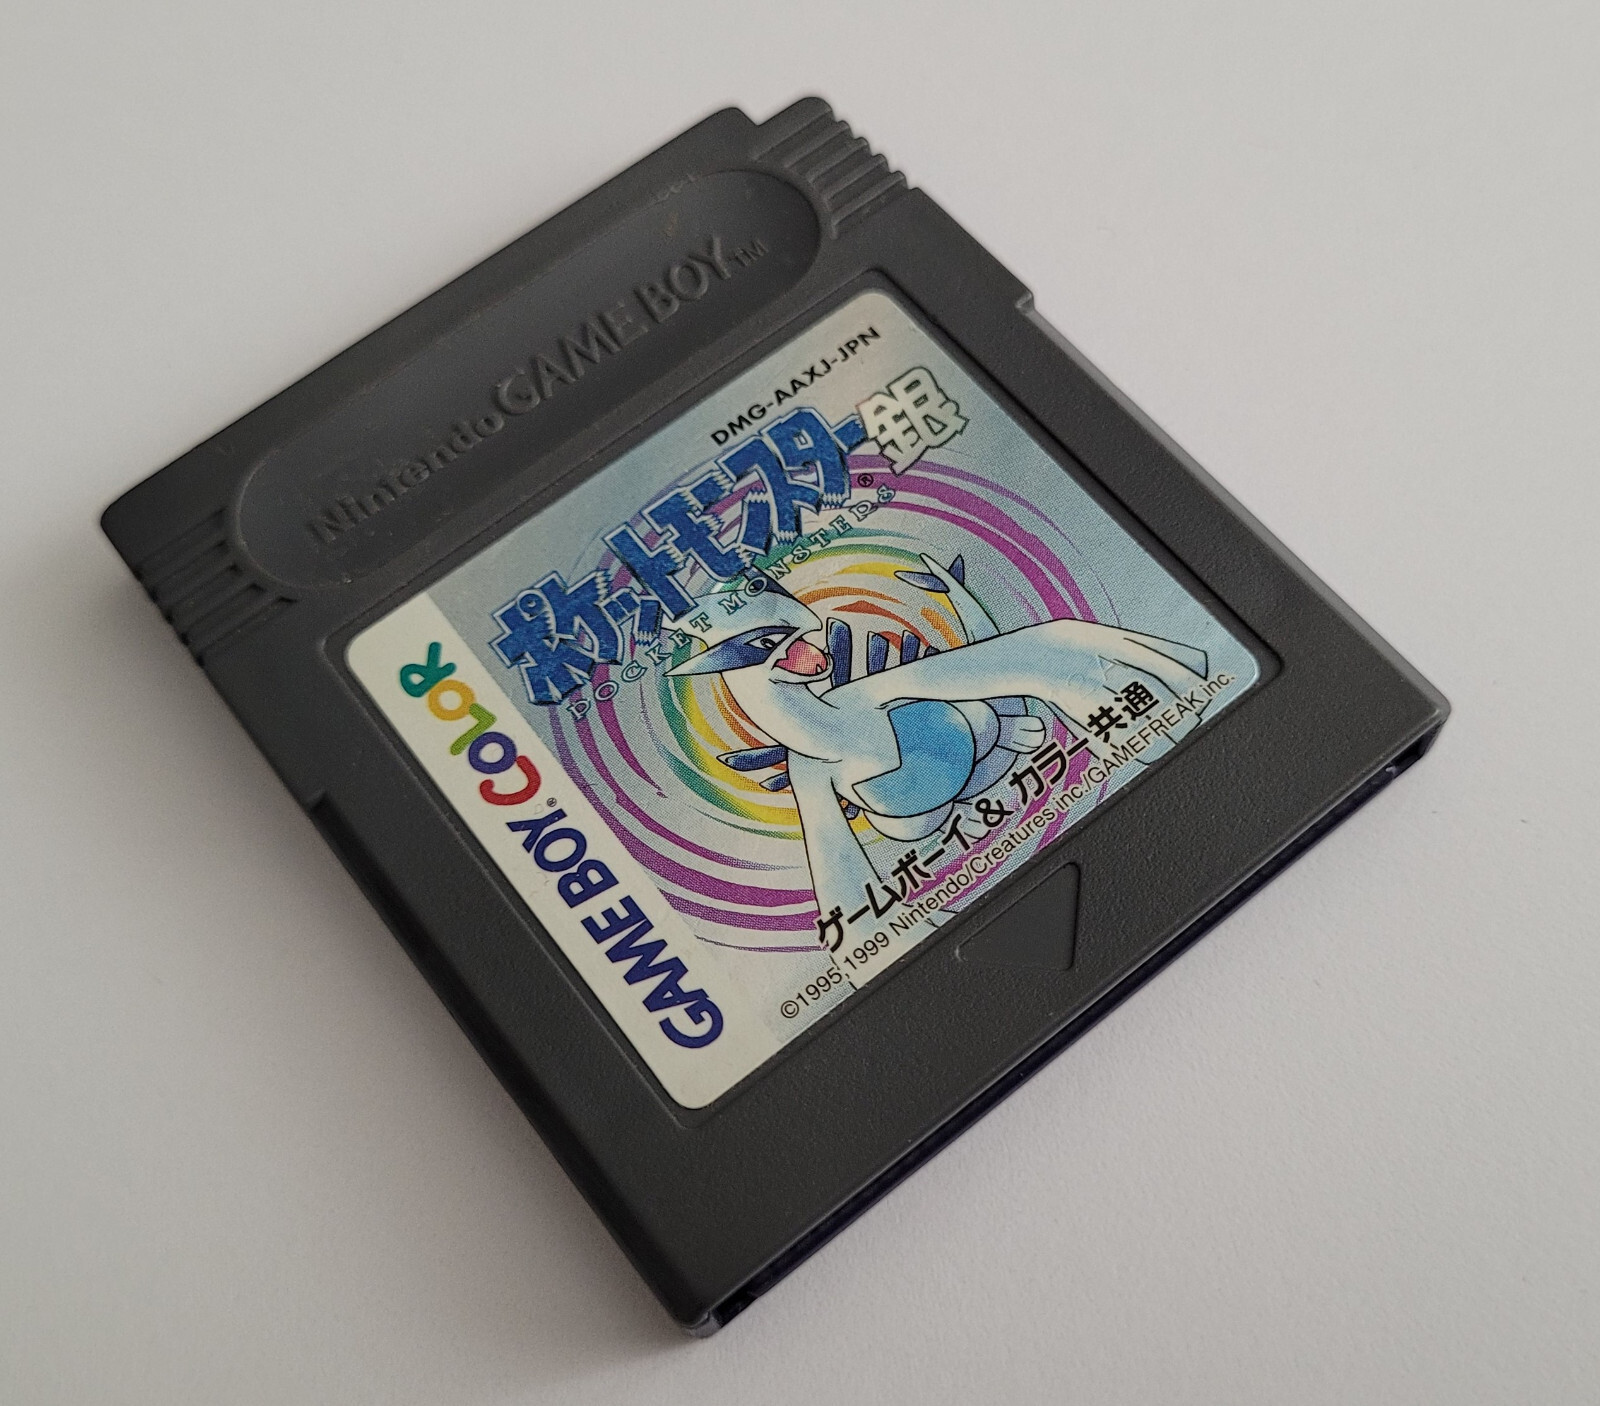 Nintendo GAME BOY™
DMG-AAXJ-JPN
ポケットモンスター®銀
POCKET MONSTERS
GAME BOY® COLOR
ゲームボーイ&カラー共通
©1995,1999 Nintendo/Creatures inc./GAMEFREAK inc.